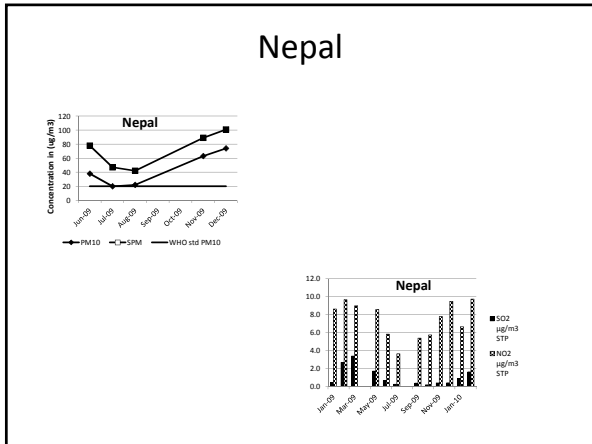 Nepal
Nepal
Concentration in (ug/m3)
120
100
80
60
40
20
0
Jun-09
Jul-09
Aug-09
Sep-09
Oct-09
Nov-09
Dec-09
PM10
SPM
WHO std PM10
Nepal
12.0
10.0
8.0
6.0
4.0
2.0
0.0
Jan-09
Mar-09
May-09
Jul-09
Sep-09
Nov-09
Jan-10
SO2
µg/m3
STP
NO2
µg/m3
STP